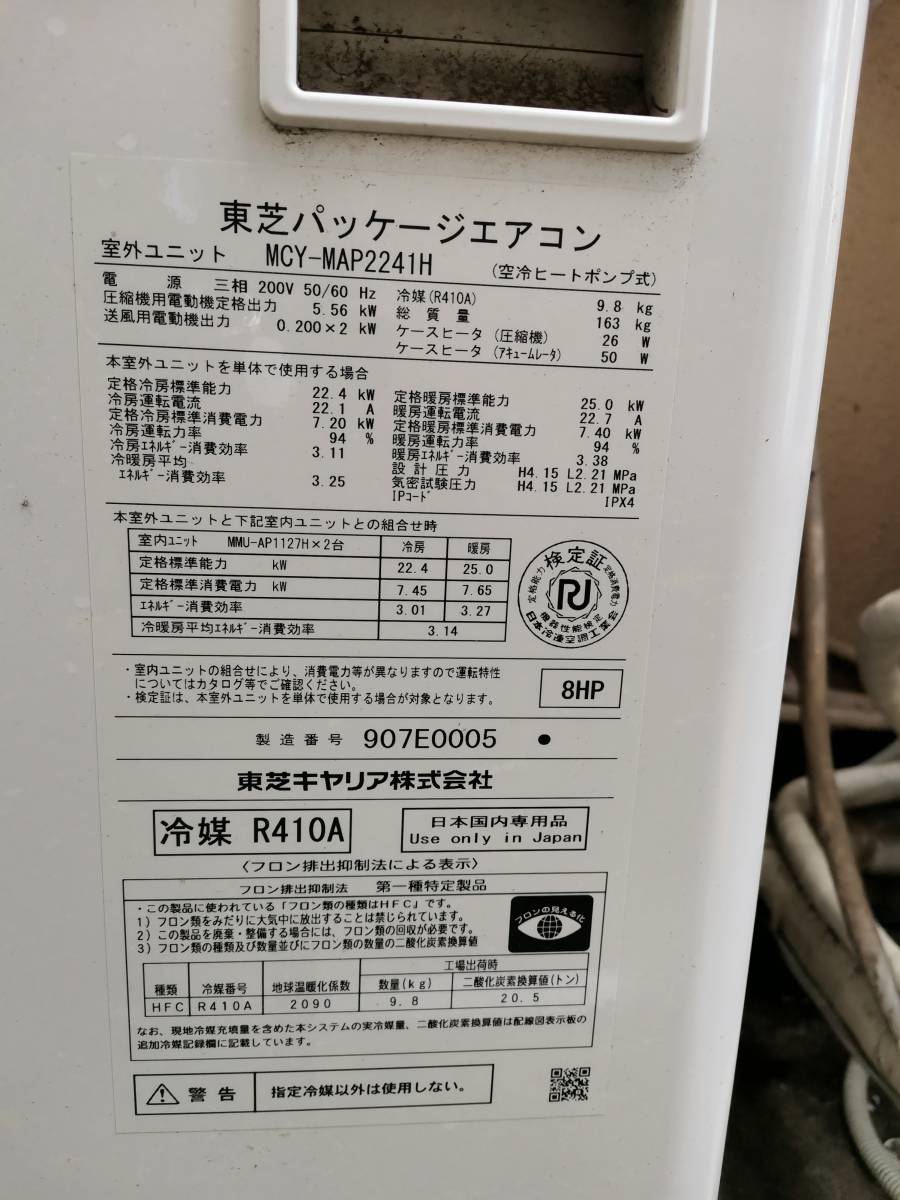 東芝パッケージエアコン
室外ユニット MCY-MAP2241H (空冷ヒートポンプ式)
電源 三相 200V 50/60 Hz 冷媒(R410A) 9.8 kg
圧縮機用電動機定格出力 5.56 kW 総質量 163 kg
送風用電動機出力 0.200×2 kW ケースヒータ (圧縮機) 26 W
ケースヒータ (アキュームレータ) 50 W
本室外ユニットを単体で使用する場合
定格冷房標準能力 22.4 kW 定格暖房標準能力 25.0 kW
冷房運転電流 22.1 A 暖房運転電流 22.7 A
定格冷房標準消費電力 7.20 kW 定格暖房標準消費電力 7.40 kW
冷房運転力率 94 % 暖房運転力率 94 %
冷房エネルギー消費効率 3.11 暖房エネルギー消費効率 3.38
冷暖房平均 設計圧力 H4.15 L2.21 MPa
エネルギー消費効率 3.25 気密試験圧力 H4.15 L2.21 MPa
IPコード IPX4
本室外ユニットと下記室内ユニットとの組合せ時
室内ユニット MMU-AP1127H×2台 冷房 暖房
定格標準能力 kW 22.4 25.0
定格標準消費電力 kW 7.45 7.65
エネルギー消費効率 3.01 3.27
冷暖房平均エネルギー消費効率 3.14
検定証
定格能力 定格消費電力
機器性能検定
日本冷凍空調工業会
・室内ユニットの組合せにより、消費電力等が異なりますので運転特性
についてはカタログ等でご確認ください。
・検定証は、本室外ユニットを単体で使用する場合が対象となります。
8HP
製造番号 907E0005 ●
東芝キヤリア株式会社
冷媒 R410A
日本国内専用品
Use only in Japan
〈フロン排出抑制法による表示〉
フロン排出抑制法 第一種特定製品
・この製品に使われている「フロン類の種類はHFC」です。
1) フロン類をみだりに大気中に放出することは禁じられています。
2) この製品を廃棄・整備する場合には、フロン類の回収が必要です。
3) フロン類の種類及び数量並びにフロン類の数量の二酸化炭素換算値
フロンの見える化
種類 冷媒番号 地球温暖化係数 工場出荷時
数量(kg) 二酸化炭素換算値(トン)
HFC R410A 2090 9.8 20.5
なお、現地冷媒充填量を含めた本システムの実冷媒量、二酸化炭素換算値は配線図表示板の
追加冷媒記録欄に記載しています。
警告 指定冷媒以外は使用しない。